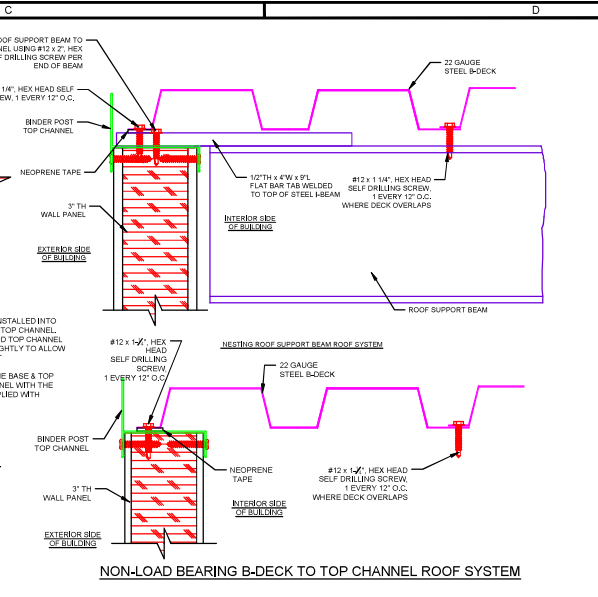 C
D
OOF SUPPORT BEAM TO
NEL USING #12 x 2", HEX
F DRILLING SCREW PER
END OF BEAM
1/4", HEX HEAD SELF
EW, 1 EVERY 12" O.C.
BINDER POST
TOP CHANNEL
NEOPRENE TAPE
3" TH
WALL PANEL
EXTERIOR SIDE
OF BUILDING
22 GAUGE
STEEL B-DECK
1/2"TH x 4"W x 9"L
FLAT BAR TAB WELDED
TO TOP OF STEEL I-BEAM
INTERIOR SIDE
OF BUILDING
#12 x 1 1/4", HEX HEAD
SELF DRILLING SCREW,
1 EVERY 12" O.C.
WHERE DECK OVERLAPS
ROOF SUPPORT BEAM
NSTALLED INTO
TOP CHANNEL.
D TOP CHANNEL
GHTLY TO ALLOW
T
E BASE & TOP
NEL WITH THE
PLIED WITH
NESTING ROOF SUPPORT BEAM ROOF SYSTEM
#12 x 1-, HEX
HEAD
SELF DRILLING
SCREW,
1 EVERY 12" O.C.
22 GAUGE
STEEL B-DECK
BINDER POST
TOP CHANNEL
NEOPRENE
TAPE
3" TH
WALL PANEL
INTERIOR SIDE
OF BUILDING
EXTERIOR SIDE
OF BUILDING
#12 x 1-, HEX HEAD
SELF DRILLING SCREW,
1 EVERY 12" O.C.
WHERE DECK OVERLAPS
NON-LOAD BEARING B-DECK TO TOP CHANNEL ROOF SYSTEM